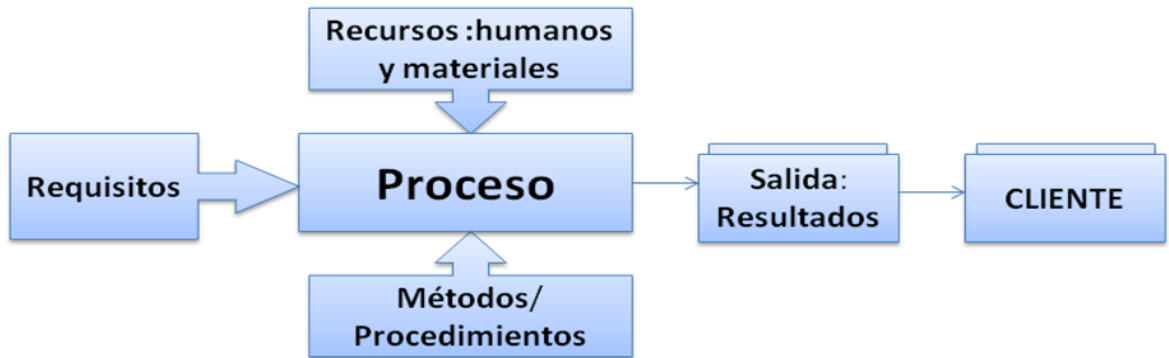 Recursos :humanos
y materiales
Requisitos
Proceso
Salida:
Resultados
CLIENTE
Métodos/
Procedimientos